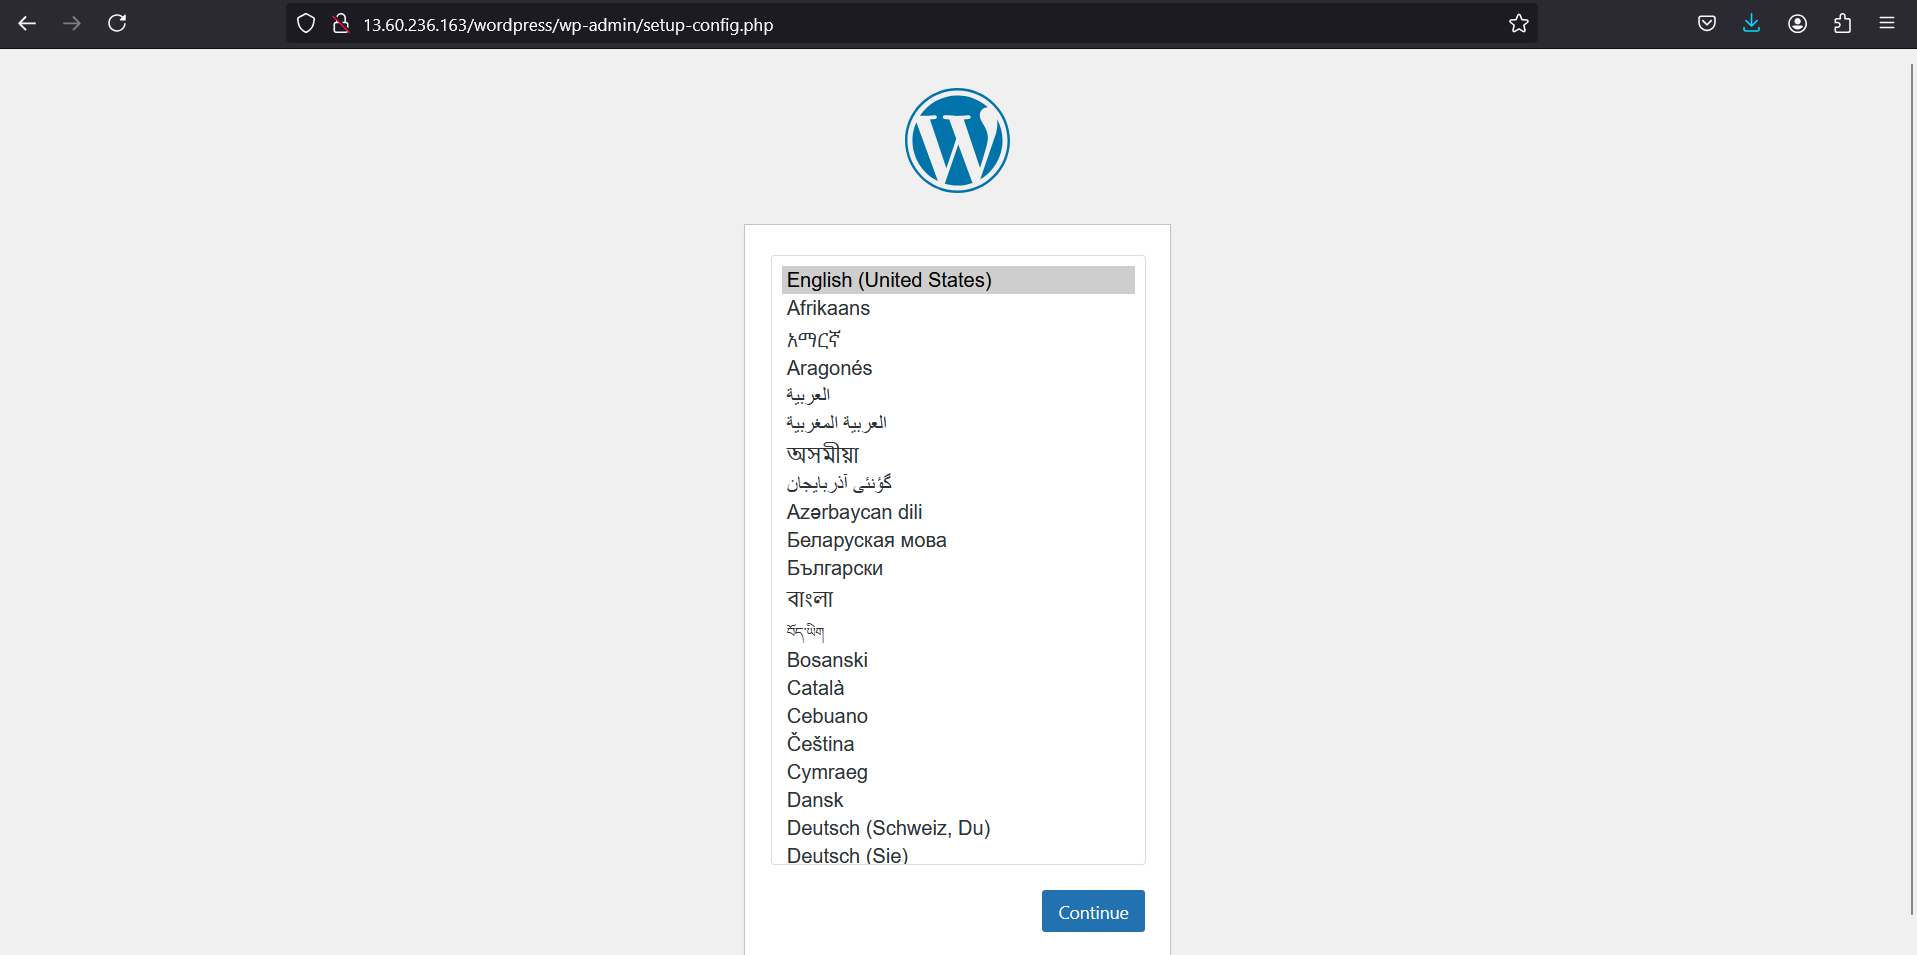 13.60.236.163/wordpress/wp-admin/setup-config.php
English (United States)
Afrikaans
አማርኛ
Aragonés
العربية
العربية المغربية
অসমীয়া
گؤنئی آذربایجان
Azərbaycan dili
Беларуская мова
Български
বাংলা
བོད་ཡིག
Bosanski
Català
Cebuano
Čeština
Cymraeg
Dansk
Deutsch (Schweiz, Du)
Deutsch (Sie)
Continue